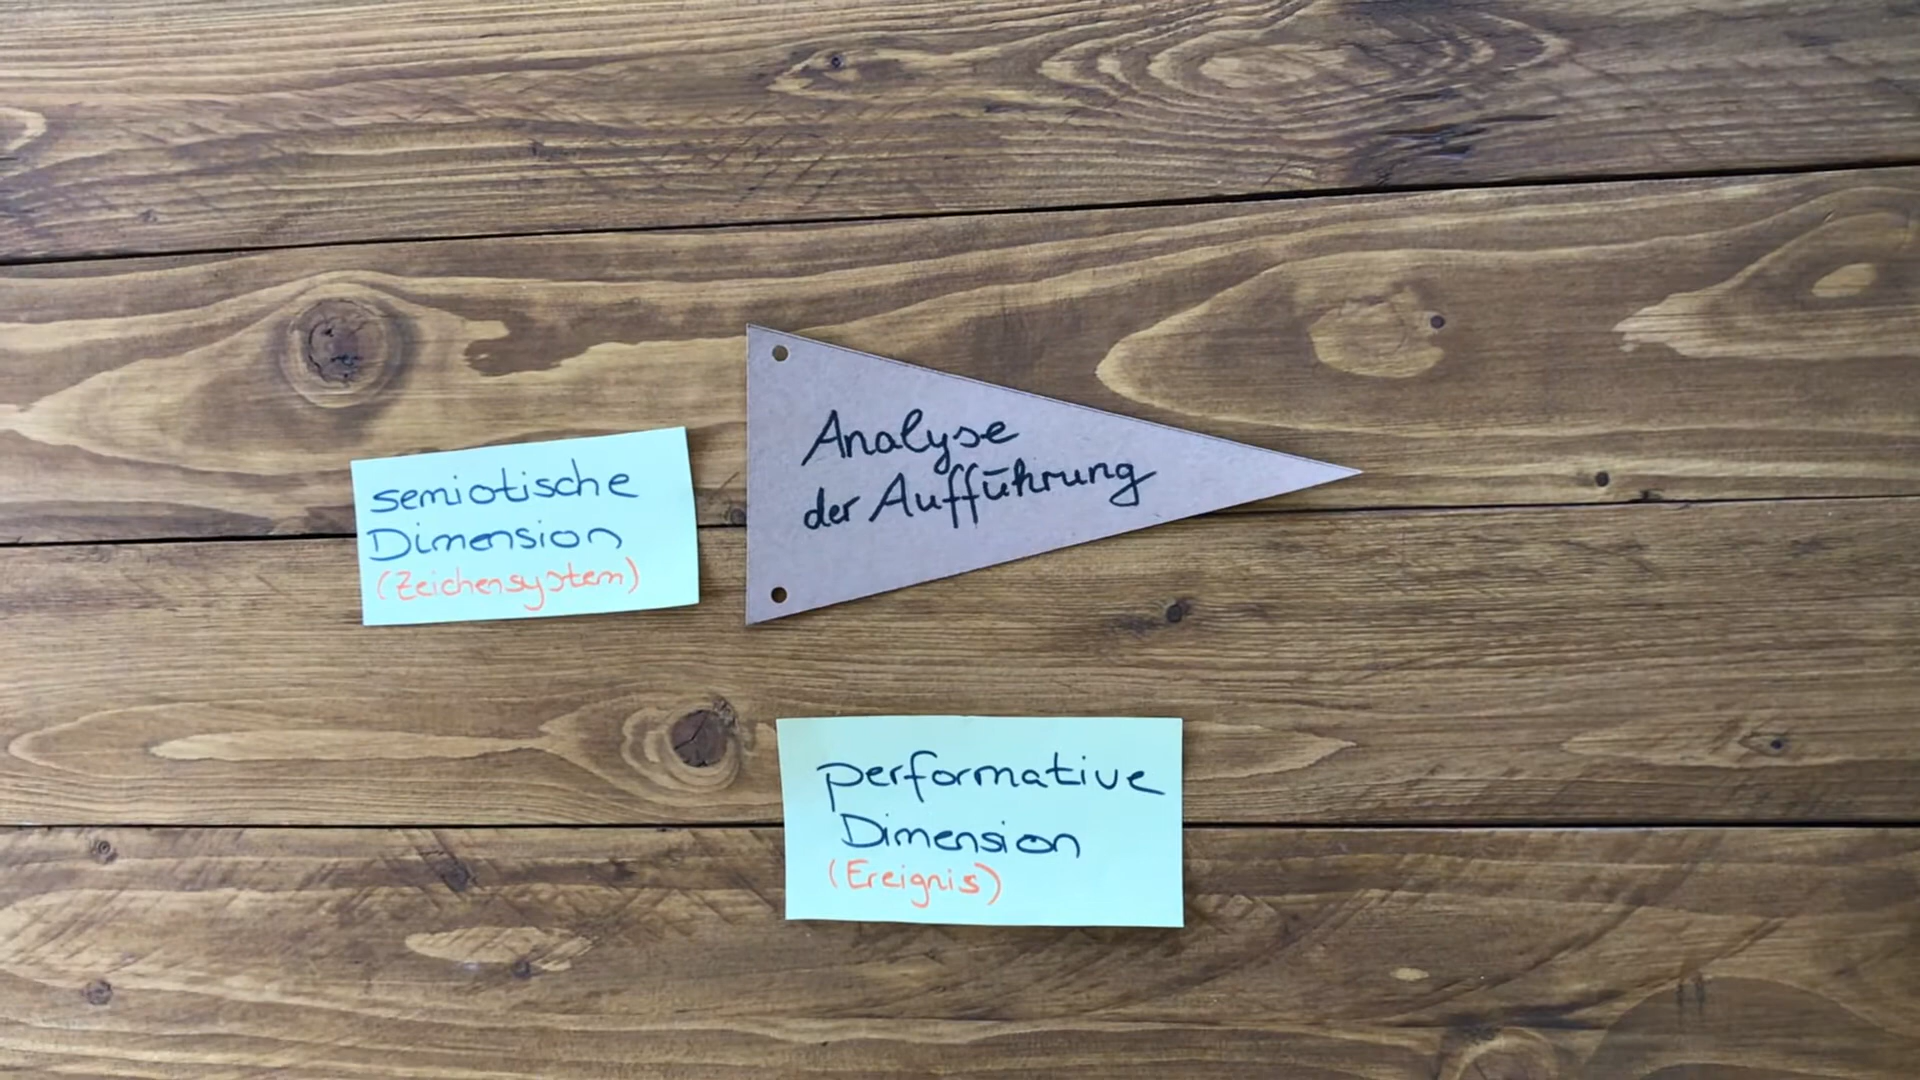 Analyse
der Aufführung
semiotische
Dimension
(Zeichensystem)
performative
Dimension
(Ereignis)